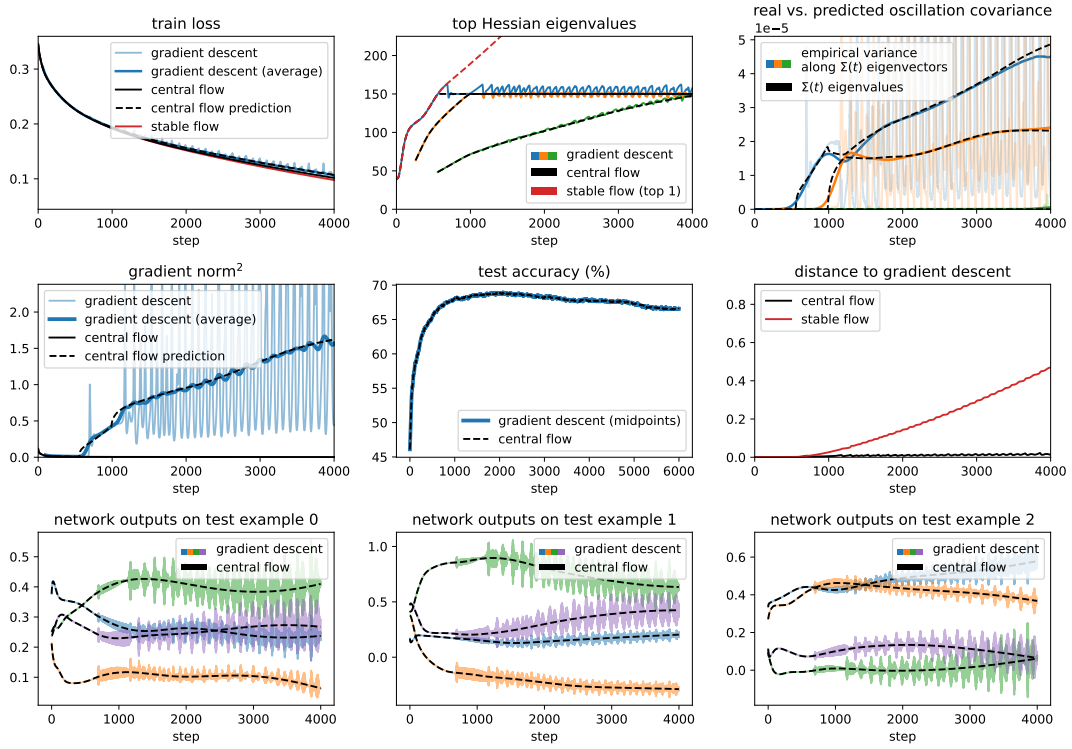 train loss
gradient descent
gradient descent (average)
central flow
central flow prediction
stable flow
0.3
0.2
0.1
0 1000 2000 3000 4000
step
top Hessian eigenvalues
gradient descent
central flow
stable flow (top 1)
200
150
100
50
0
0 1000 2000 3000 4000
step
real vs. predicted oscillation covariance
1e−5
empirical variance
along Σ(t) eigenvectors
Σ(t) eigenvalues
5
4
3
2
1
0
0 1000 2000 3000 4000
step
gradient norm²
gradient descent
gradient descent (average)
central flow
central flow prediction
2.0
1.5
1.0
0.5
0.0
0 1000 2000 3000 4000
step
test accuracy (%)
gradient descent (midpoints)
central flow
70
65
60
55
50
45
0 1000 2000 3000 4000 5000 6000
step
distance to gradient descent
central flow
stable flow
0.8
0.6
0.4
0.2
0.0
0 1000 2000 3000 4000
step
network outputs on test example 0
gradient descent
central flow
0.5
0.4
0.3
0.2
0.1
0 1000 2000 3000 4000
step
network outputs on test example 1
gradient descent
central flow
1.0
0.5
0.0
0 1000 2000 3000 4000
step
network outputs on test example 2
gradient descent
central flow
0.6
0.4
0.2
0.0
0 1000 2000 3000 4000
step